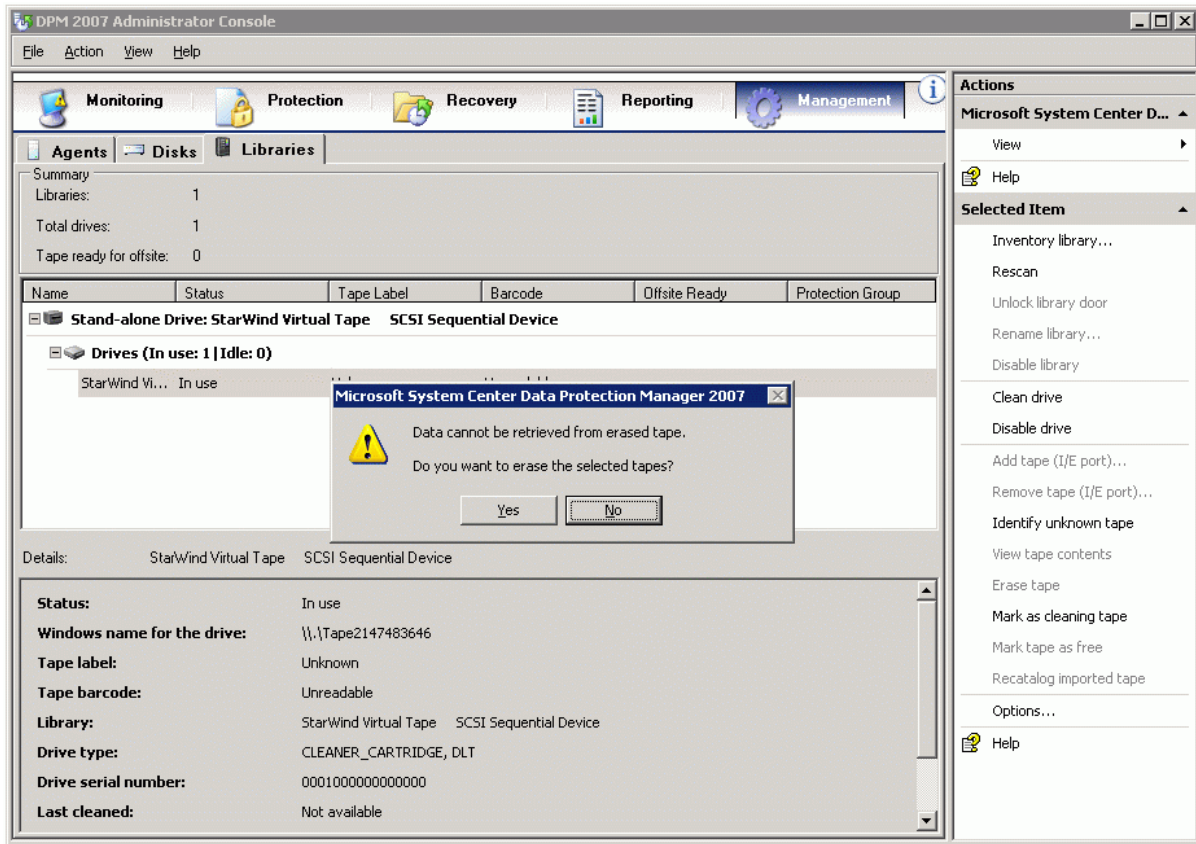 DPM 2007 Administrator Console
File Action View Help
Monitoring Protection Recovery Reporting Management
Agents Disks Libraries
Summary
Libraries: 1
Total drives: 1
Tape ready for offsite: 0
Name Status Tape Label Barcode Offsite Ready Protection Group
Stand-alone Drive: StarWind Virtual Tape SCSI Sequential Device
Drives (In use: 1 | Idle: 0)
StarWind Vi... In use
Microsoft System Center Data Protection Manager 2007
Data cannot be retrieved from erased tape.
Do you want to erase the selected tapes?
Yes No
Details: StarWind Virtual Tape SCSI Sequential Device
Status: In use
Windows name for the drive: \\.\Tape2147483646
Tape label: Unknown
Tape barcode: Unreadable
Library: StarWind Virtual Tape SCSI Sequential Device
Drive type: CLEANER_CARTRIDGE, DLT
Drive serial number: 0001000000000000
Last cleaned: Not available
Actions
Microsoft System Center D...
View
Help
Selected Item
Inventory library...
Rescan
Unlock library door
Rename library...
Disable library
Clean drive
Disable drive
Add tape (I/E port)...
Remove tape (I/E port)...
Identify unknown tape
View tape contents
Erase tape
Mark as cleaning tape
Mark tape as free
Recatalog imported tape
Options...
Help